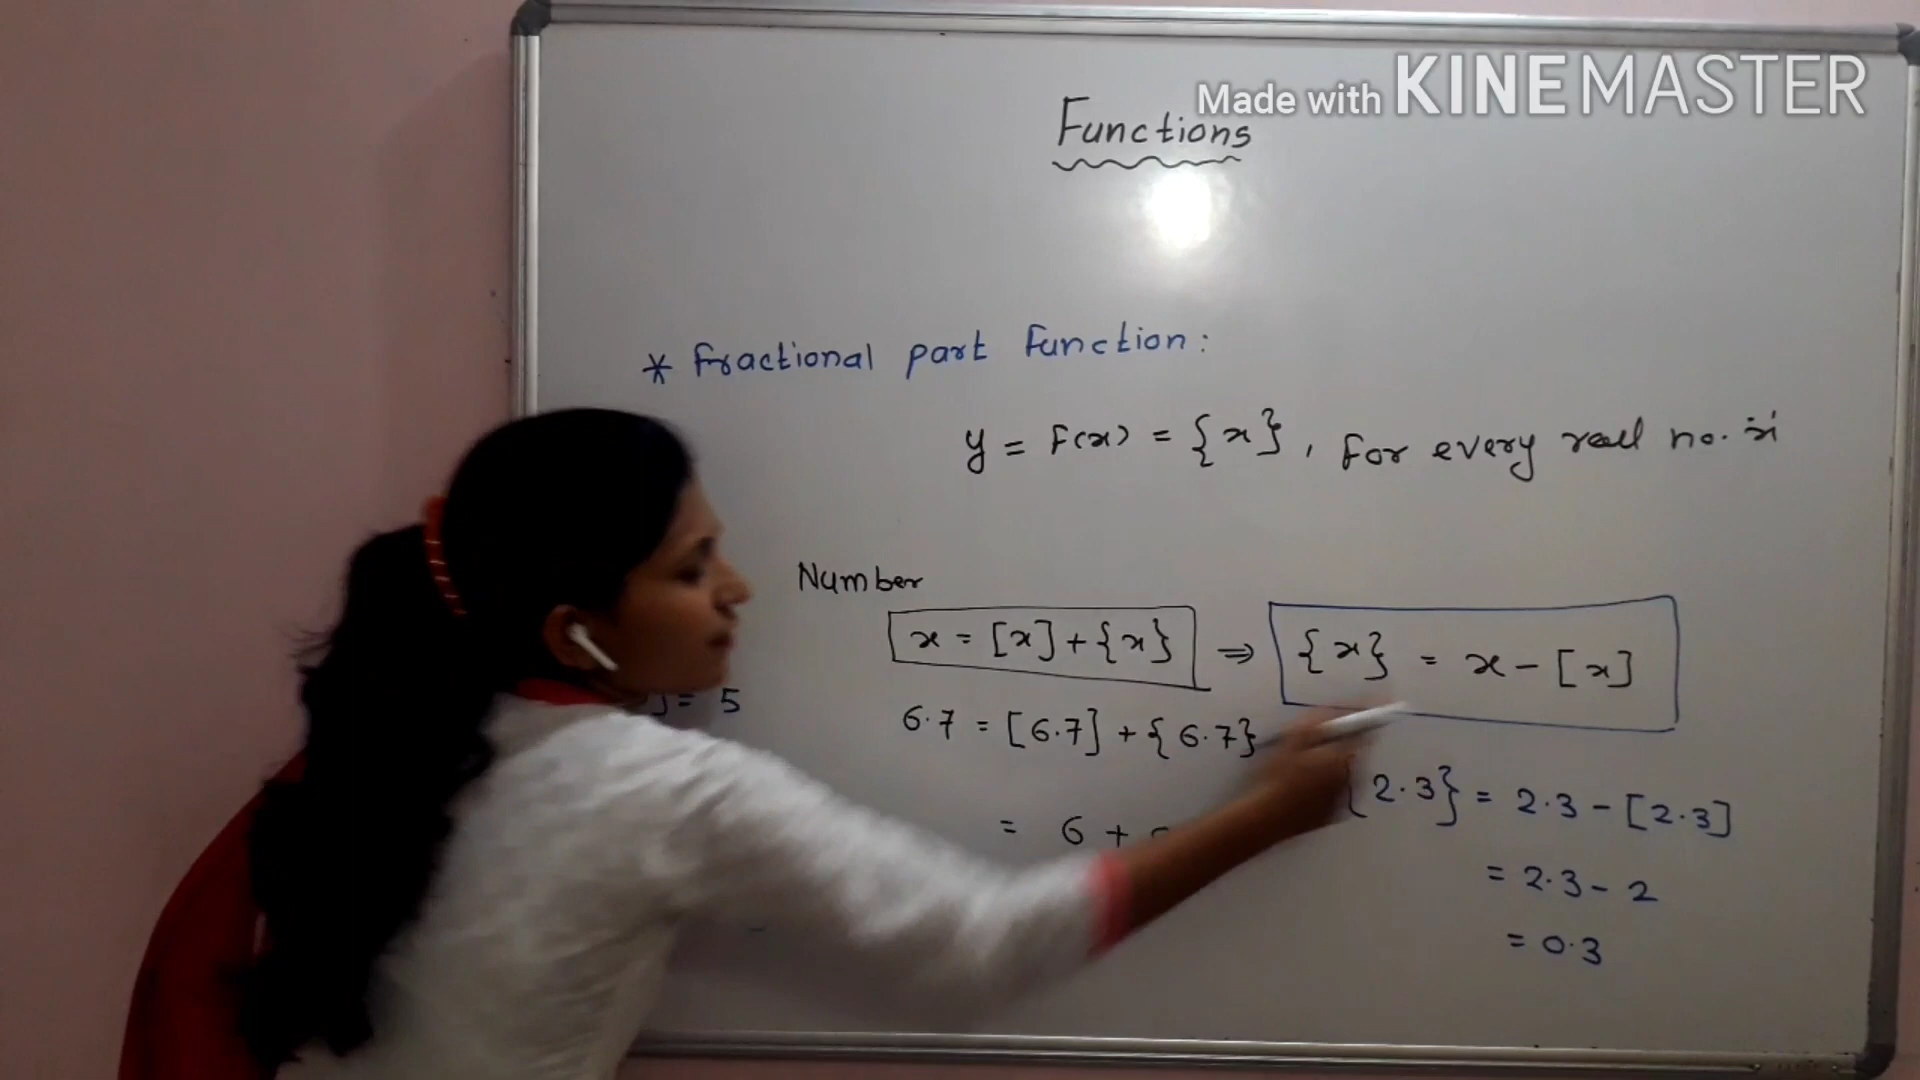 Made with KINEMASTER
Functions
* Fractional part Function:
y = F(x) = {x}, For every real no. 'x'
Number
x = [x] + {x} ⇒ {x} = x - [x]
= 5
6.7 = [6.7] + {6.7}
{2.3} = 2.3 - [2.3]
= 6 +
= 2.3 - 2
= 0.3